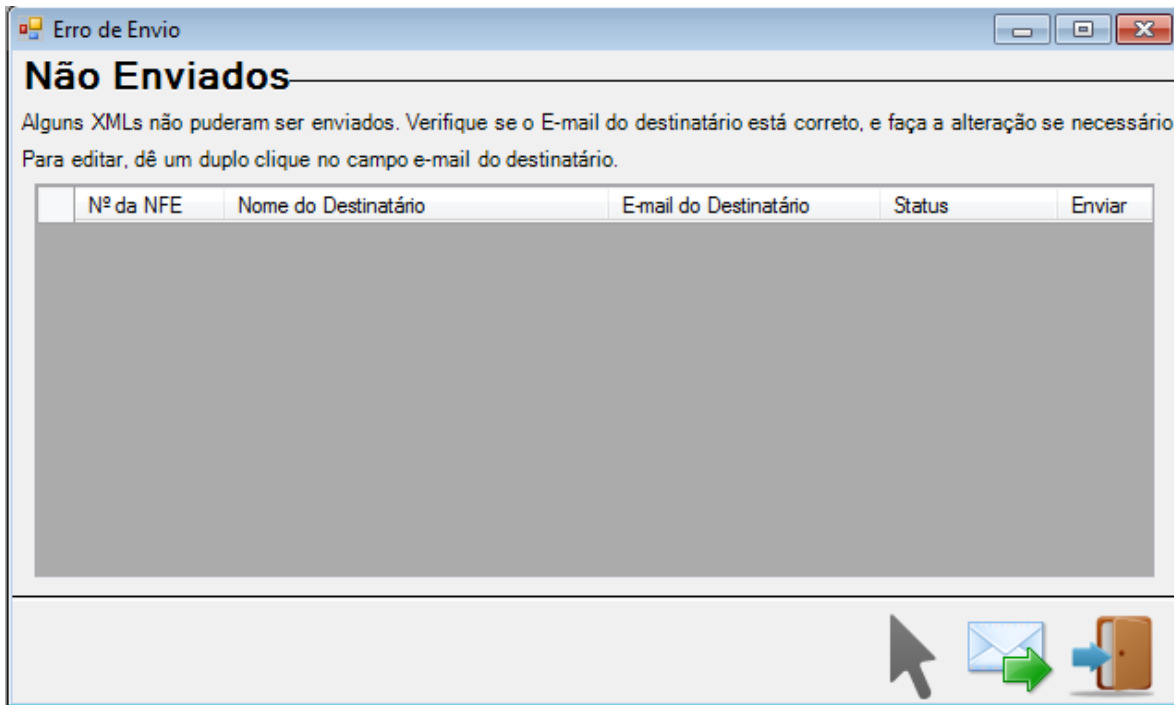 Erro de Envio
Não Enviados
Alguns XMLs não puderam ser enviados. Verifique se o E-mail do destinatário está correto, e faça a alteração se necessário
Para editar, dê um duplo clique no campo e-mail do destinatário.
Nº da NFE Nome do Destinatário E-mail do Destinatário Status Enviar